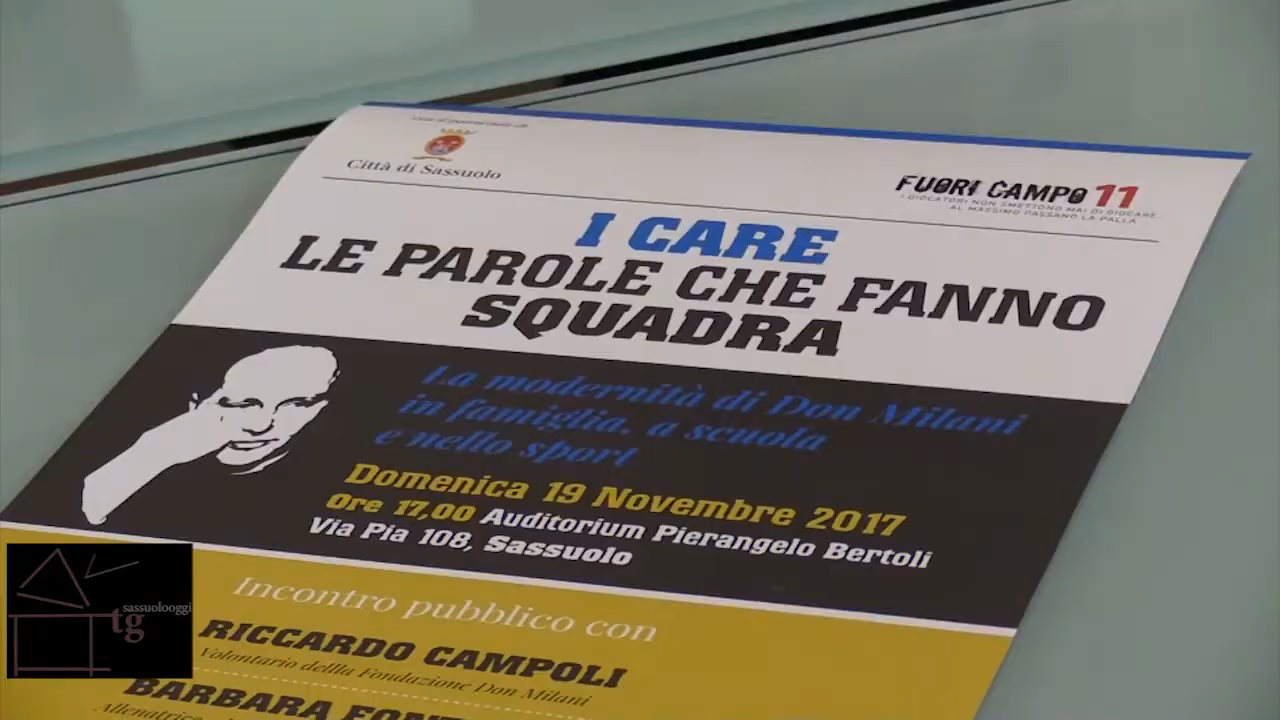 Città di Sassuolo
FUORI CAMPO 11
I GIOCATORI NON SMETTONO MAI DI GIOCARE.
AL MASSIMO PASSANO LA PALLA
I CARE
LE PAROLE CHE FANNO
SQUADRA
La modernità di Don Milani
in famiglia, a scuola
e nello sport
Domenica 19 Novembre 2017
Ore 17,00 Auditorium Pierangelo Bertoli
Via Pia 108, Sassuolo
Incontro pubblico con
RICCARDO CAMPOLI
Volontario dellla Fondazione Don Milani
BARBARA
Allenatrice
sassuolooggi
tg